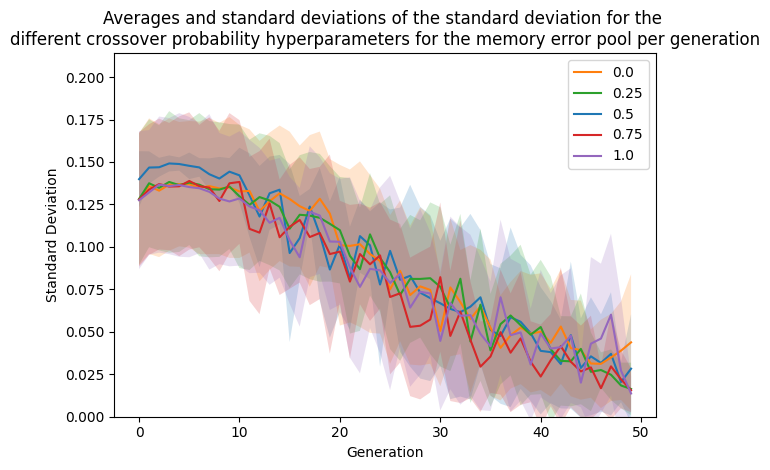 Averages and standard deviations of the standard deviation for the
different crossover probability hyperparameters for the memory error pool per generation
0.200
0.175
0.150
0.125
0.100
0.075
0.050
0.025
0.000
Standard Deviation
0.0
0.25
0.5
0.75
1.0
0 10 20 30 40 50
Generation